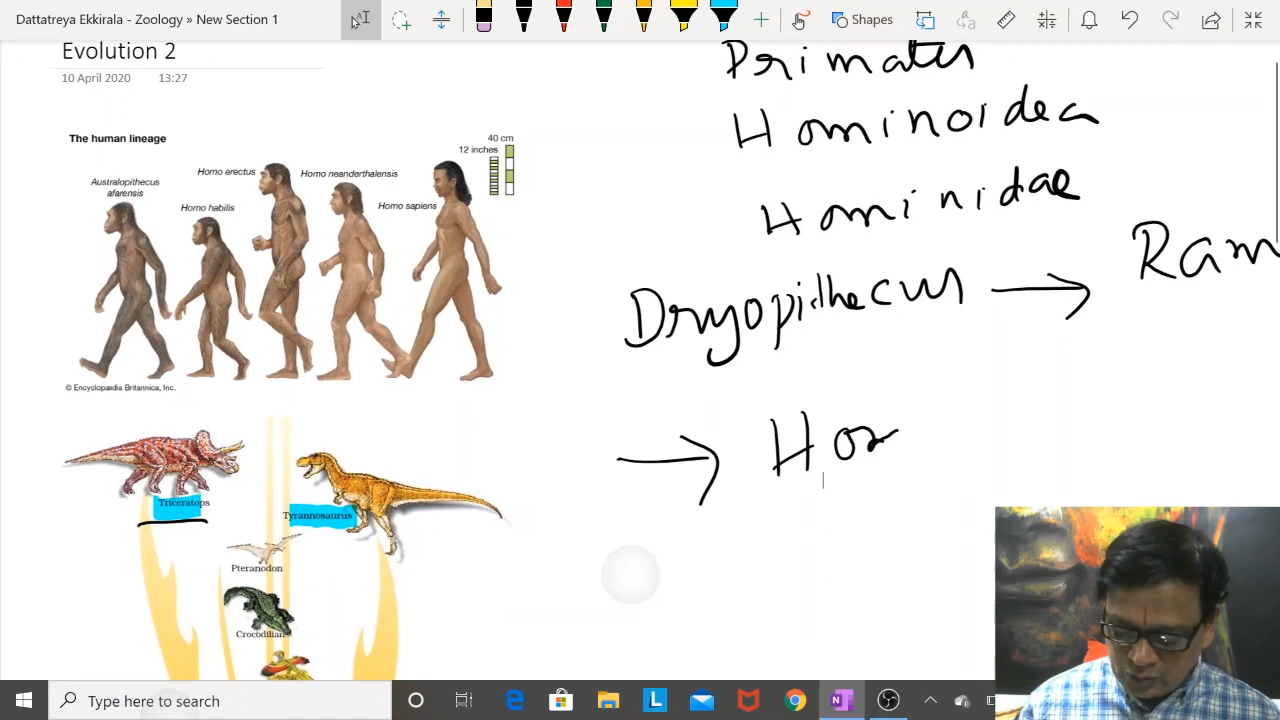 Dattatreya Ekkirala - Zoology » New Section 1
Shapes
Evolution 2
10 April 2020 13:27
The human lineage
40 cm
12 inches
Australopithecus
afarensis
Homo habilis
Homo erectus
Homo neanderthalensis
Homo sapiens
© Encyclopædia Britannica, Inc.
Triceratops
Tyrannosaurus
Pteranodon
Crocodilian
Primates
Hominoidea
Hominidae
Dryopithecus → Ram
→ Hom
Type here to search